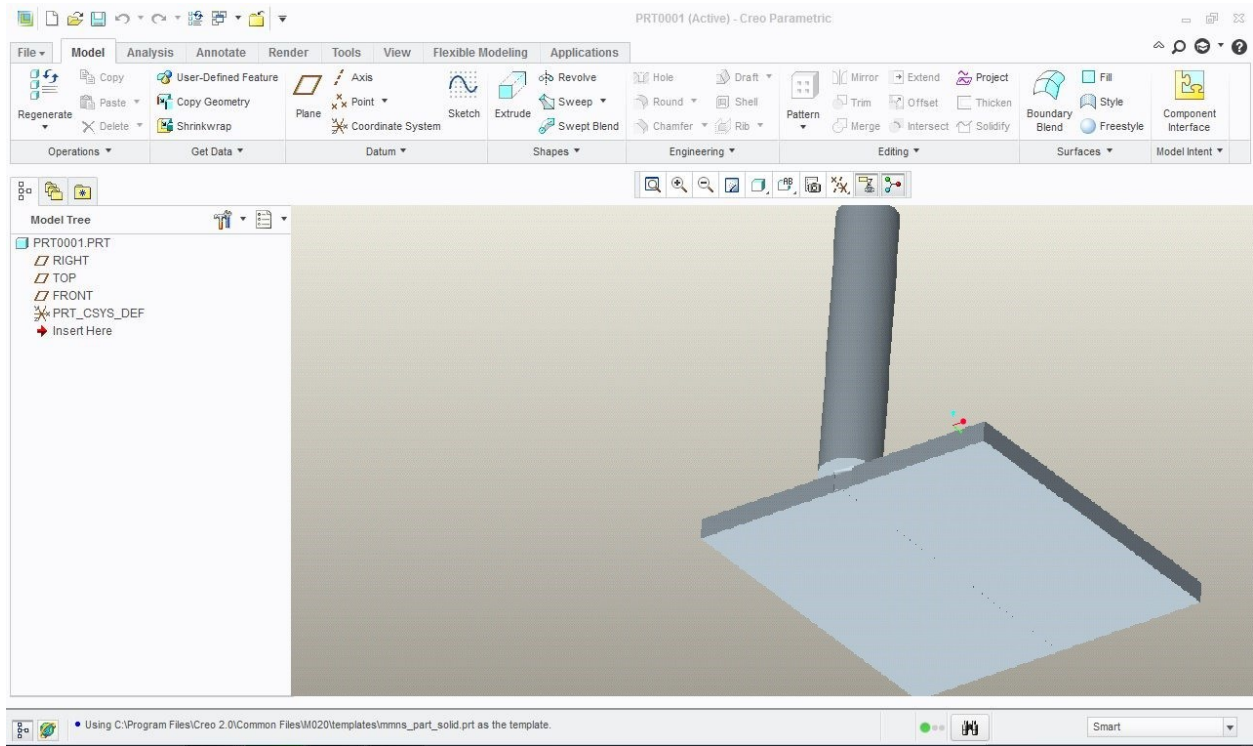 PRT0001 (Active) - Creo Parametric
File Model Analysis Annotate Render Tools View Flexible Modeling Applications
Copy User-Defined Feature Axis Revolve Hole Draft Mirror Extend Project Fill
Regenerate Paste Copy Geometry Plane Point Sketch Extrude Sweep Round Shell Pattern Trim Offset Thicken Boundary Blend Style Component Interface
Delete Shrinkwrap Coordinate System Swept Blend Chamfer Rib Merge Intersect Solidify Freestyle
Operations Get Data Datum Shapes Engineering Editing Surfaces Model Intent
Model Tree
PRT0001.PRT
RIGHT
TOP
FRONT
PRT_CSYS_DEF
Insert Here
Using C:\Program Files\Creo 2.0\Common Files\M020\templates\mmns_part_solid.prt as the template.
Smart